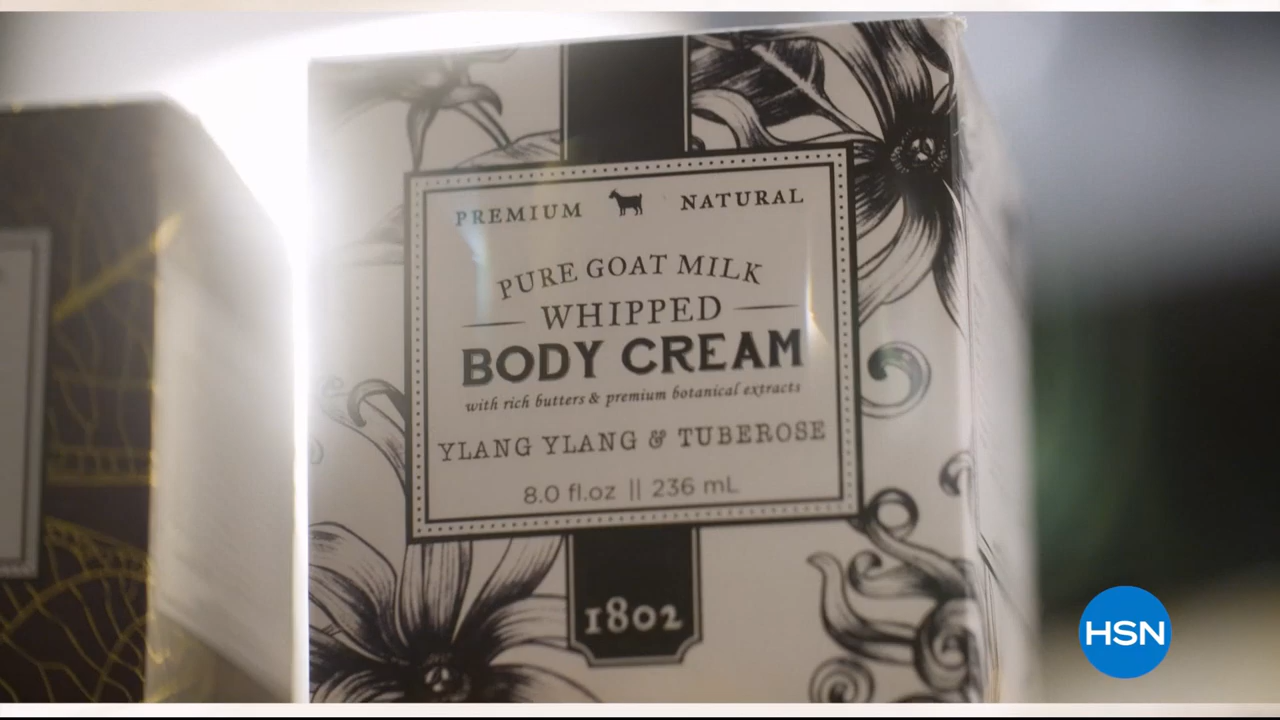 PREMIUM NATURAL
PURE GOAT MILK
WHIPPED
BODY CREAM
with rich butters & premium botanical extracts
YLANG YLANG & TUBEROSE
8.0 fl.oz || 236 mL
1802
HSN